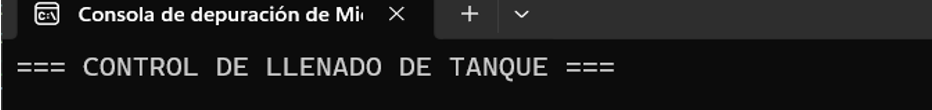 Consola de depuración de Mi
=== CONTROL DE LLENADO DE TANQUE ===